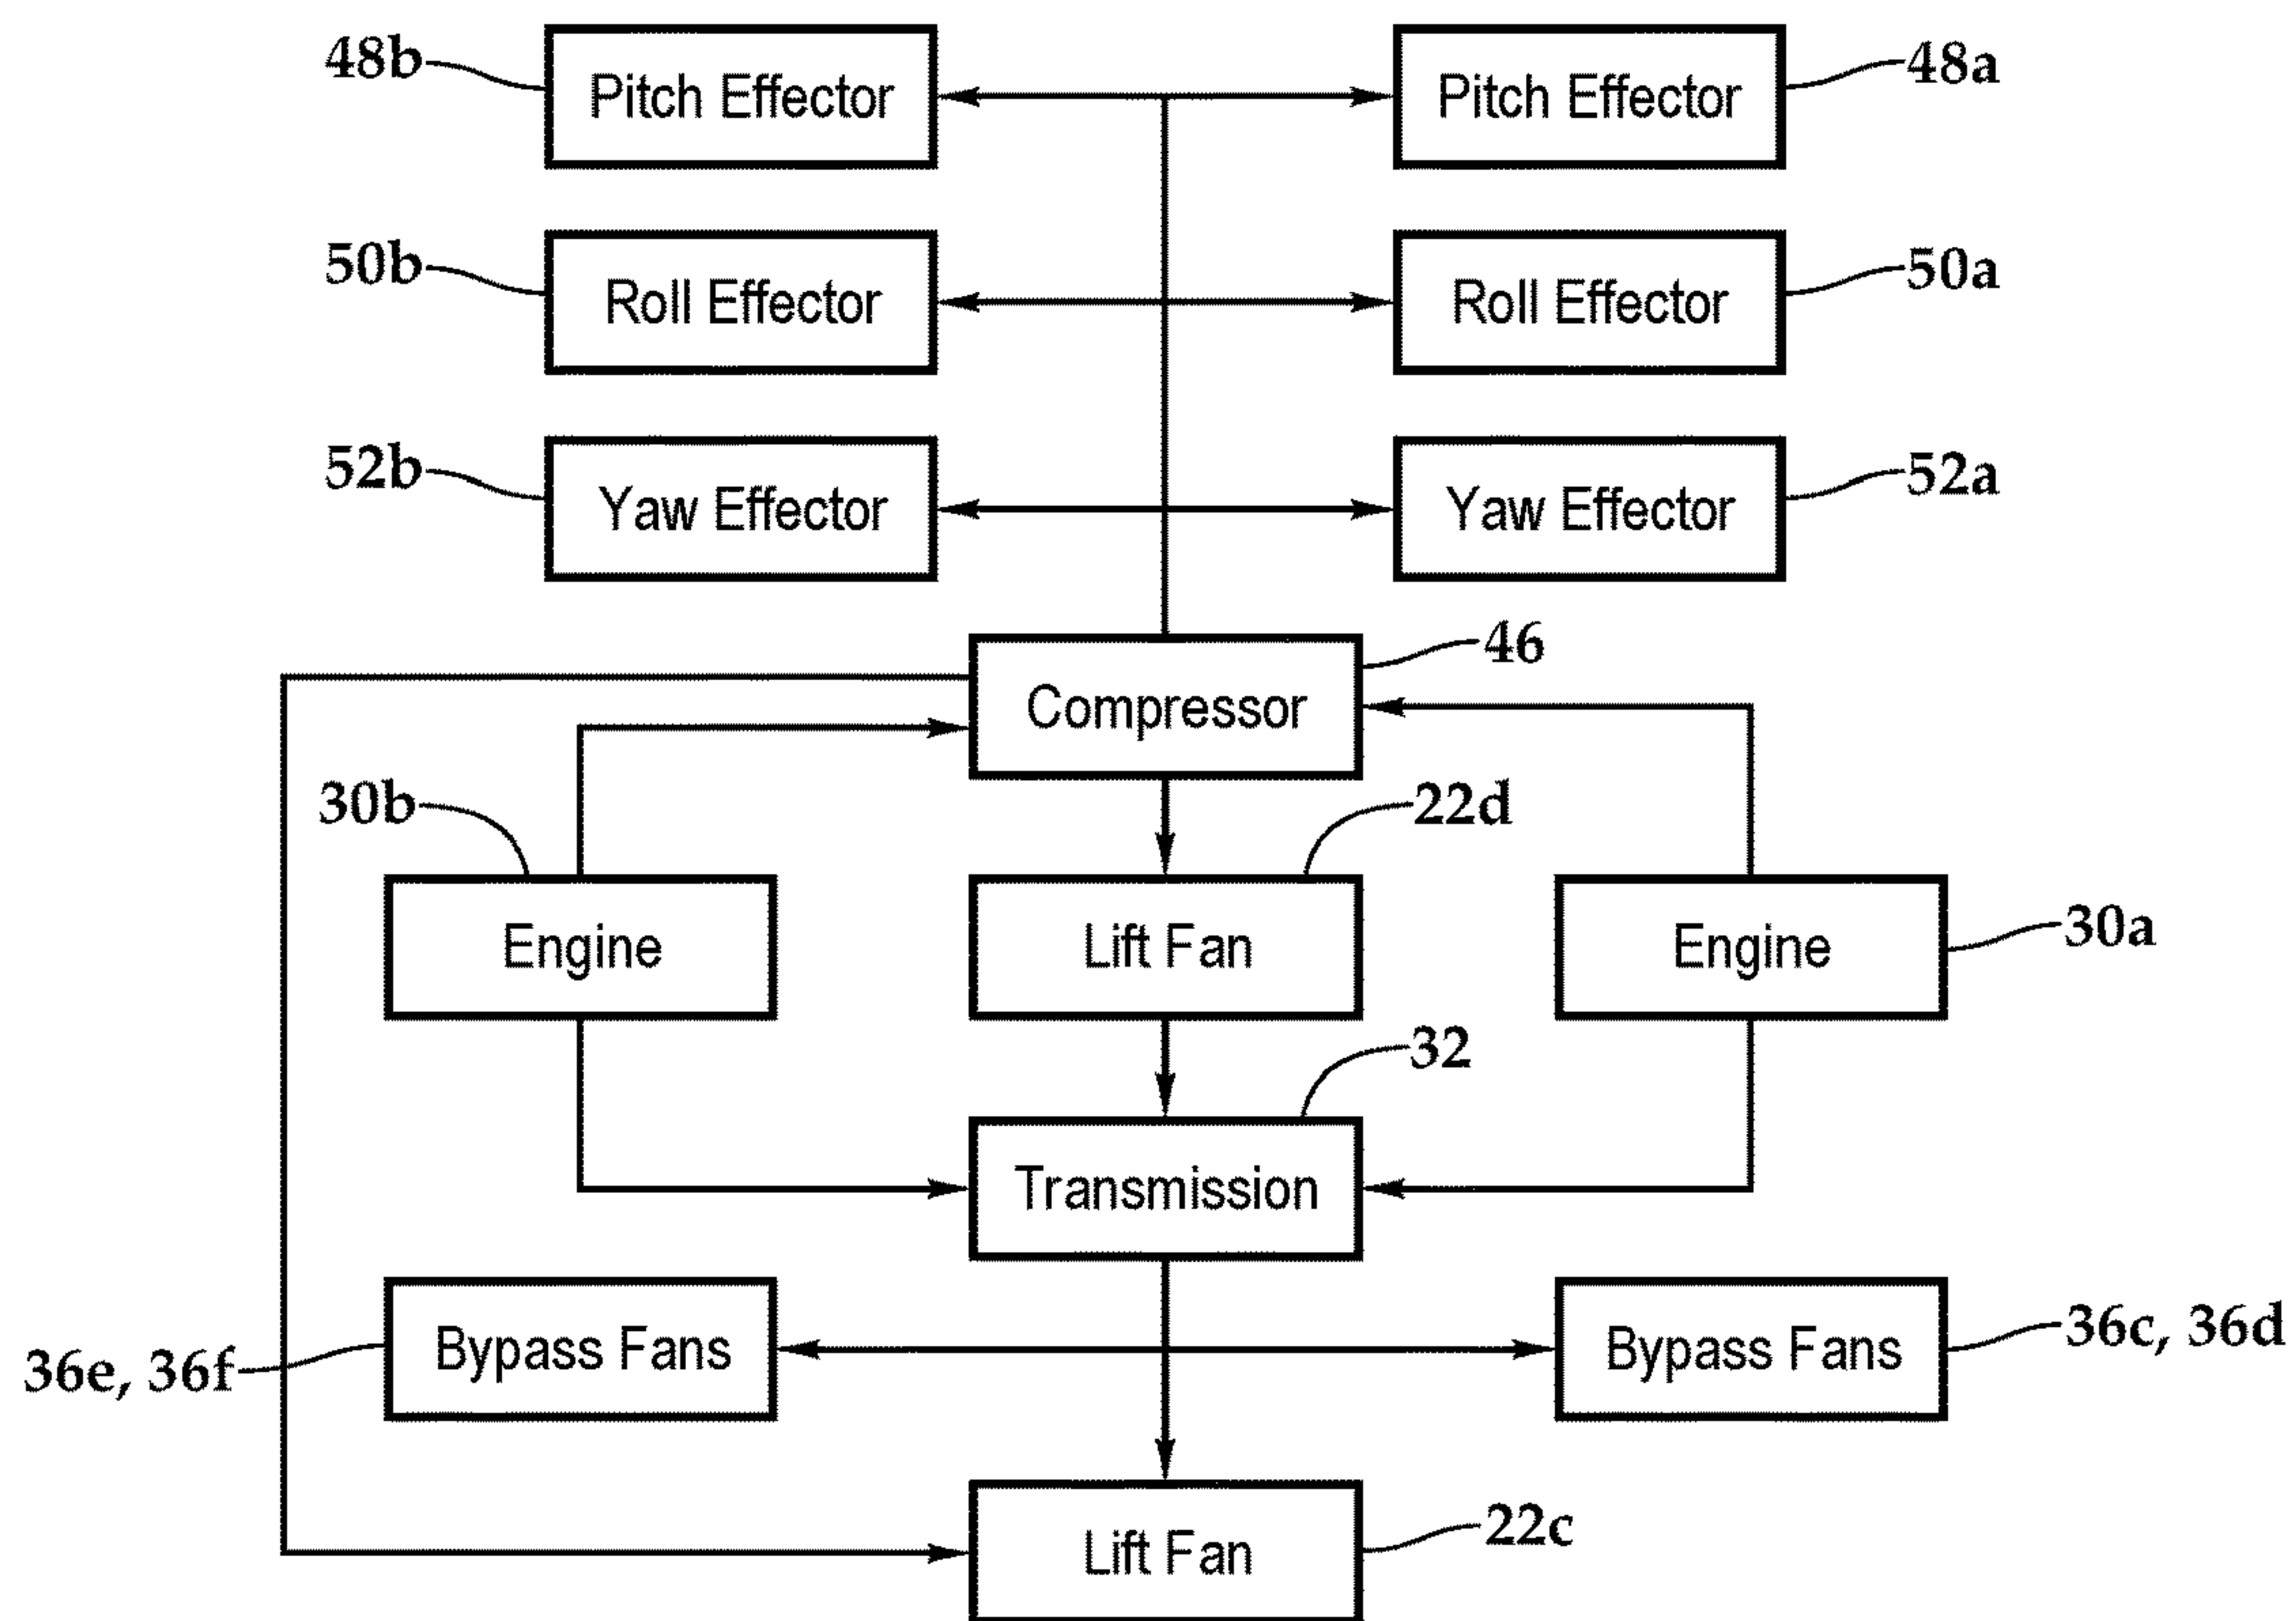 48b Pitch Effector Pitch Effector 48a
50b Roll Effector Roll Effector 50a
52b Yaw Effector Yaw Effector 52a
46
Compressor
30b 22d
Engine Lift Fan Engine 30a
32
Transmission
36e, 36f Bypass Fans Bypass Fans 36c, 36d
Lift Fan 22c